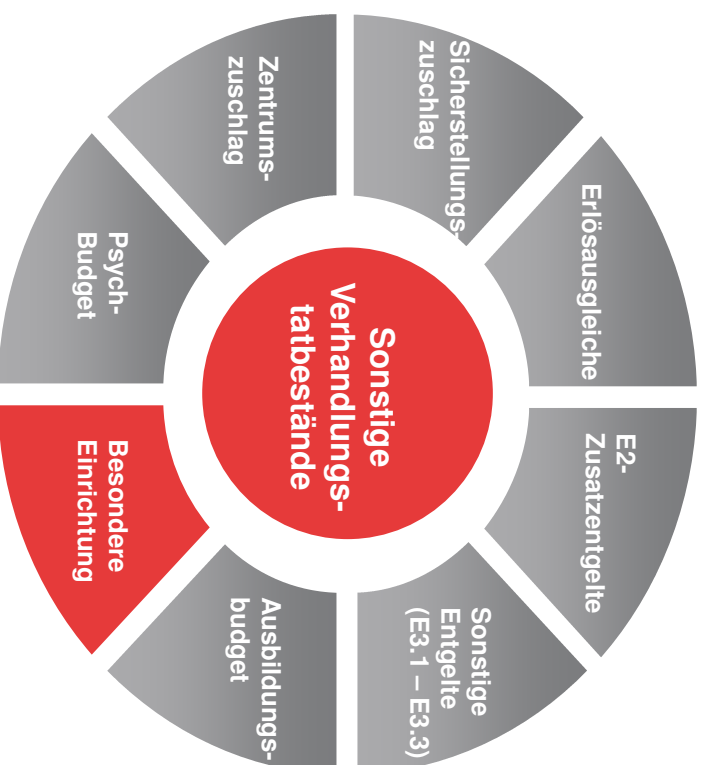 Erlösausgleiche
E2-
Zusatzentgelte
Sicherstellungs-
zuschlag
Sonstige
Entgelte
(E3.1 – E3.3)
Sonstige
Verhandlungs-
tatbestände
Zentrums-
zuschlag
Ausbildungs-
budget
Psych-
Budget
Besondere
Einrichtung